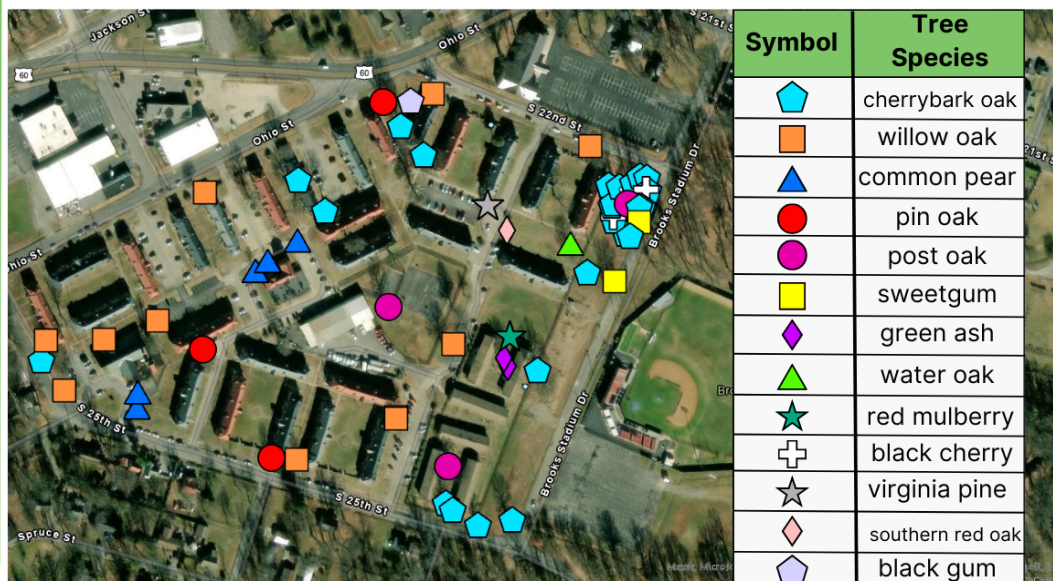 Jackson St
Ohio St
S 21st S
60
60
S 22nd St
Ohio St
21st S
Brooks Stadium Dr
Ohio St
S 25th St
Brooks Stadium Dr
S 25th St
Spruce St
Symbol
Tree
Species
cherrybark oak
willow oak
common pear
pin oak
post oak
sweetgum
green ash
water oak
red mulberry
black cherry
virginia pine
southern red oak
black gum